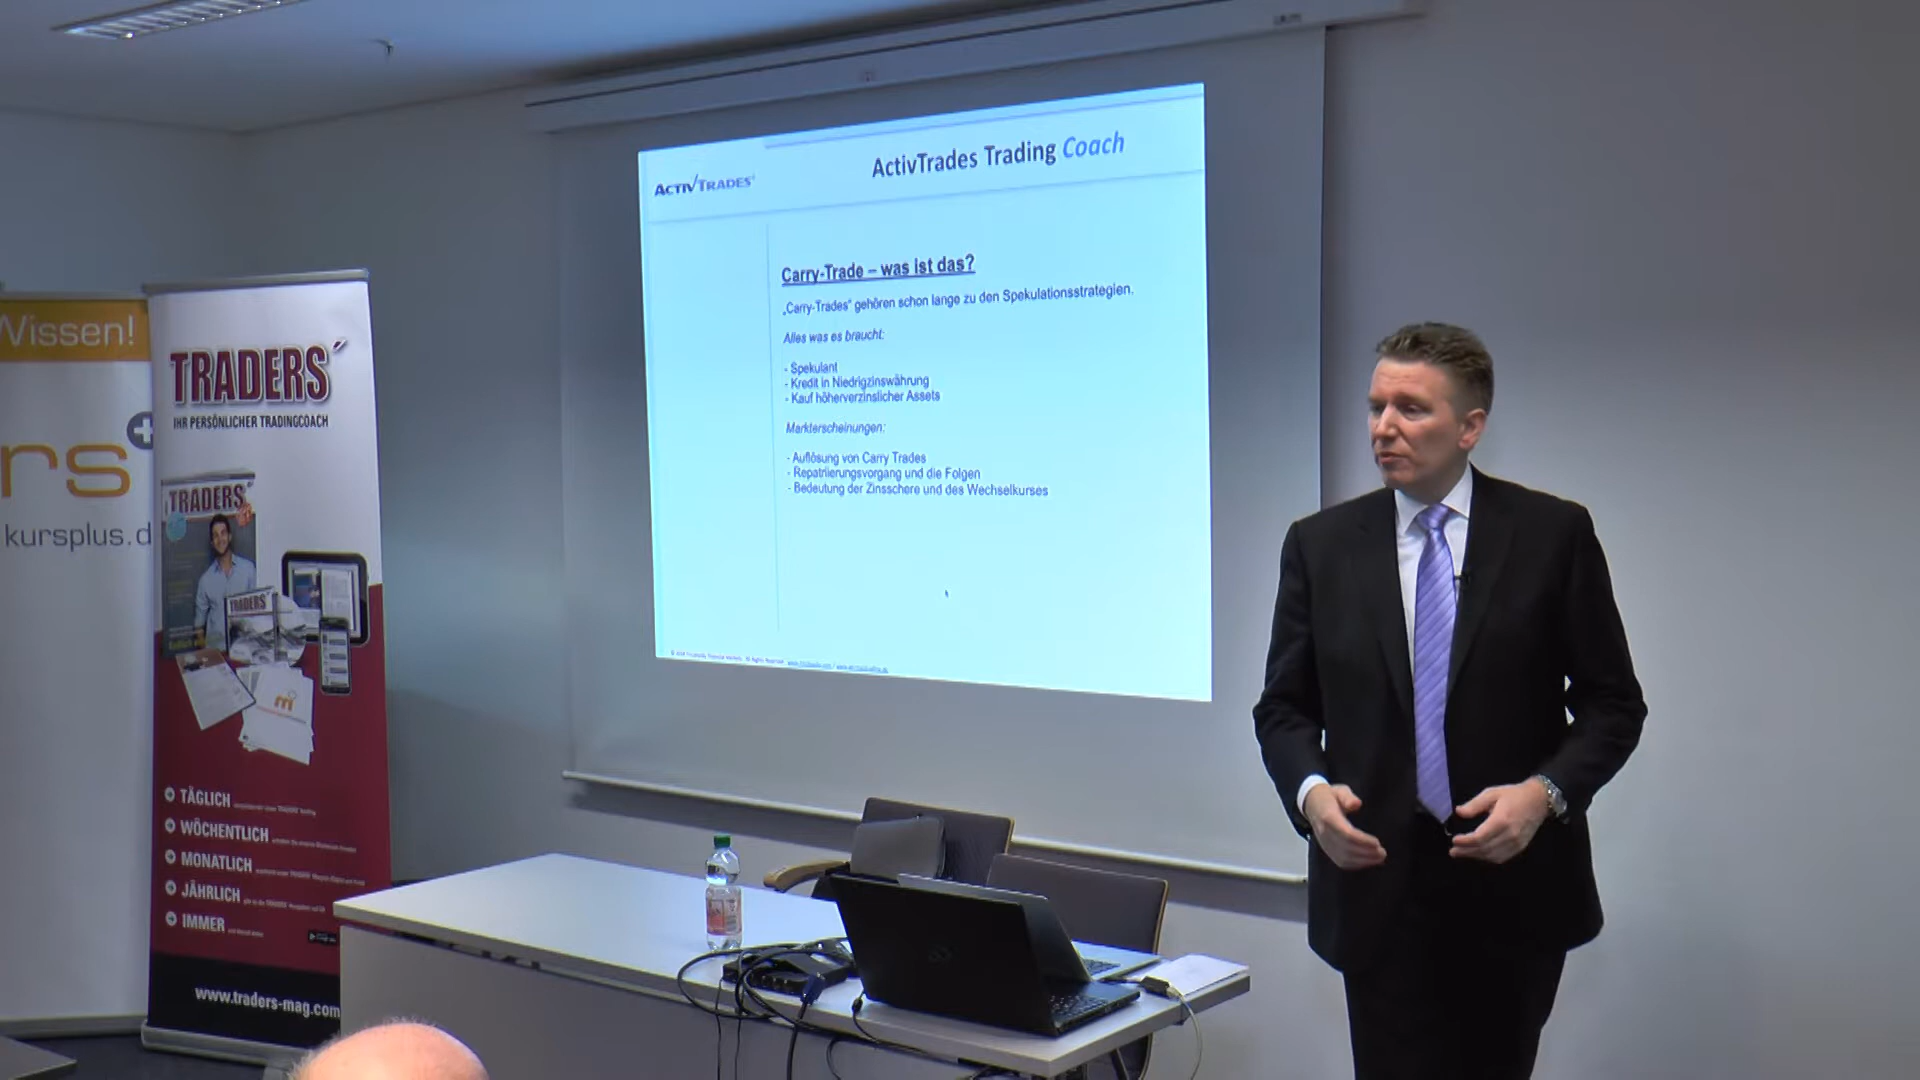 Wissen!
rs+
kursplus.d
TRADERS´
IHR PERSÖNLICHER TRADINGCOACH
TRADERS´
TRADERS´
TÄGLICH
WÖCHENTLICH
MONATLICH
JÄHRLICH
IMMER
www.traders-mag.com
ACTIVTRADES
ActivTrades Trading Coach
Carry-Trade – was ist das?
„Carry-Trades“ gehören schon lange zu den Spekulationsstrategien.
Alles was es braucht:
- Spekulant
- Kredit in Niedrigzinswährung
- Kauf höherverzinslicher Assets
Markterscheinungen:
- Auflösung von Carry Trades
- Repatriierungsvorgang und die Folgen
- Bedeutung der Zinsschere und des Wechselkurses